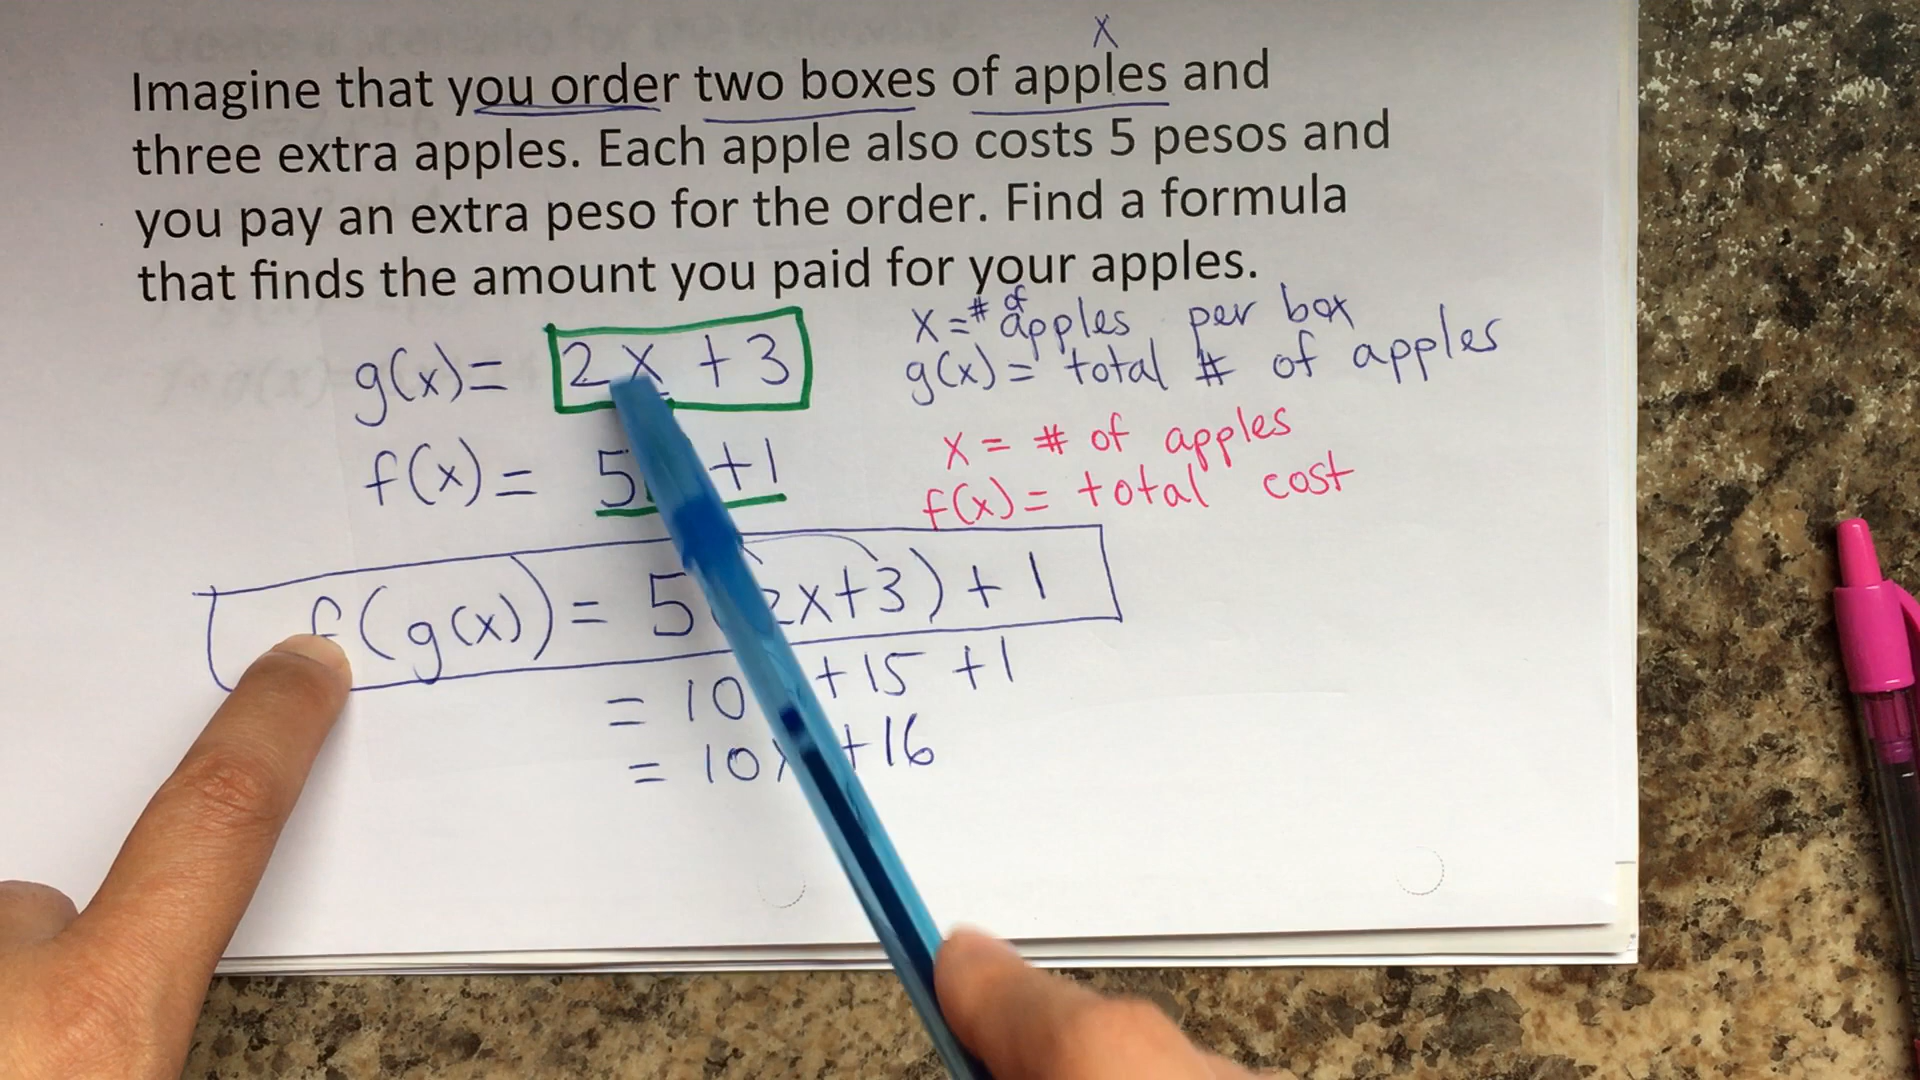 x
Imagine that you order two boxes of apples and
three extra apples. Each apple also costs 5 pesos and
you pay an extra peso for the order. Find a formula
that finds the amount you paid for your apples.
g(x) = 2x + 3
x = # of apples per box
g(x) = total # of apples
f(x) = 5 +1
x = # of apples
f(x) = total cost
f(g(x)) = 5 2x+3) + 1
= 10 +15 +1
= 10x +16